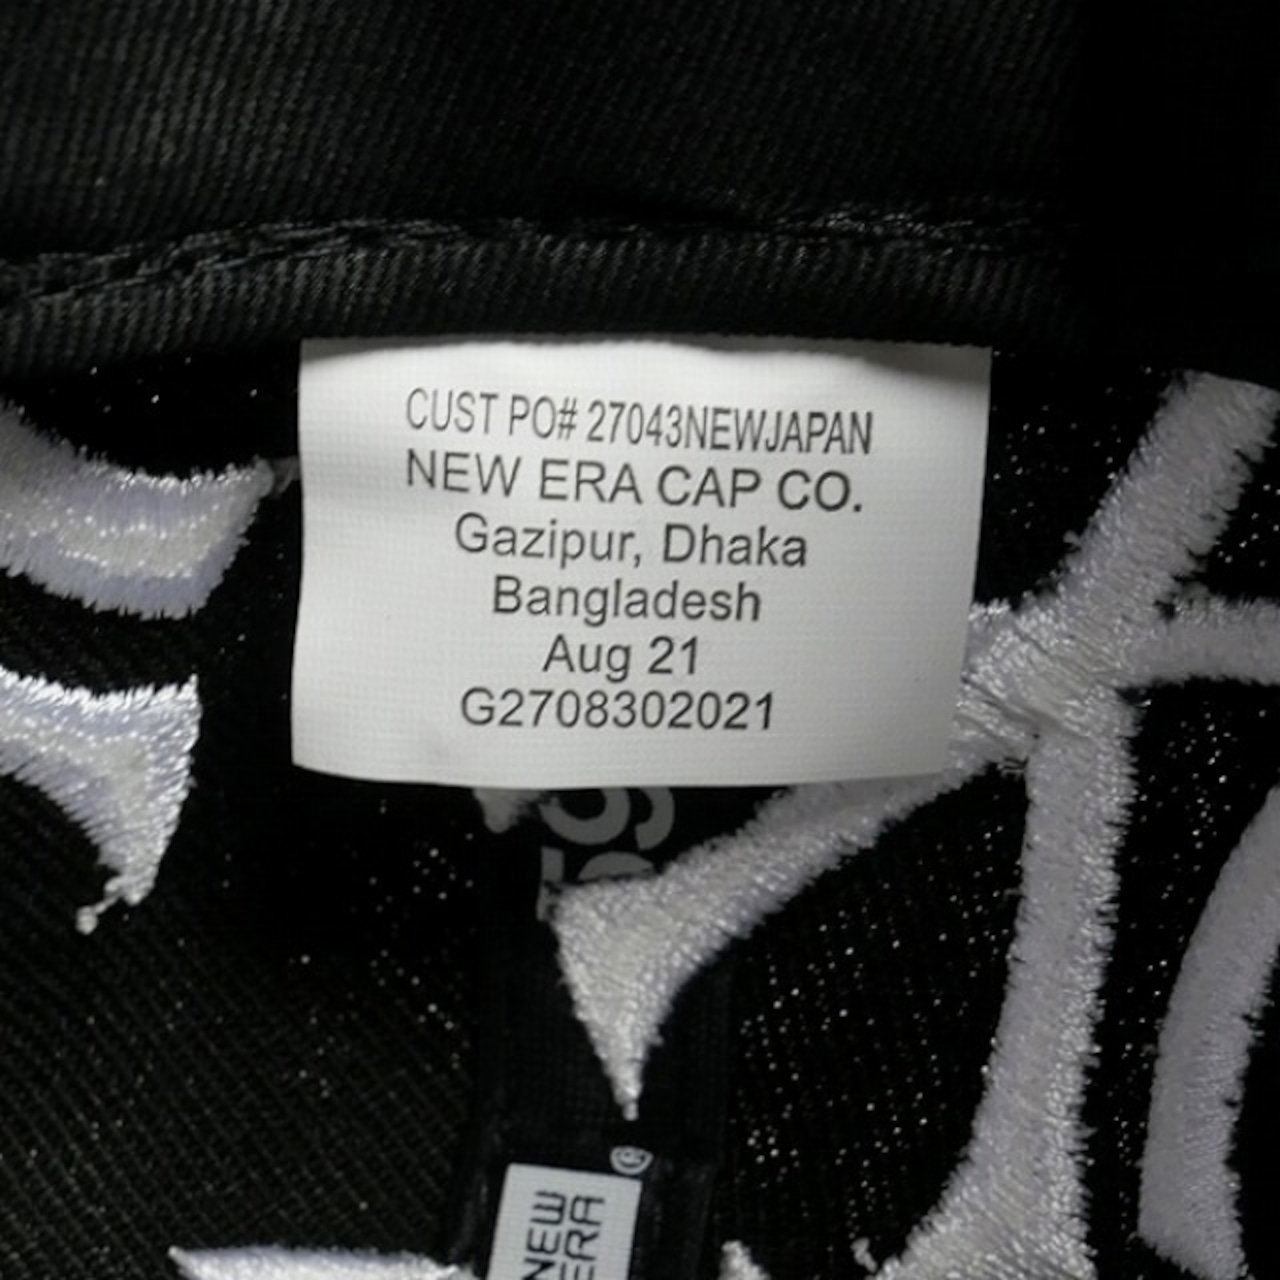 CUST PO# 27043NEWJAPAN
NEW ERA CAP CO.
Gazipur, Dhaka
Bangladesh
Aug 21
G2708302021
®
NEW
ERA